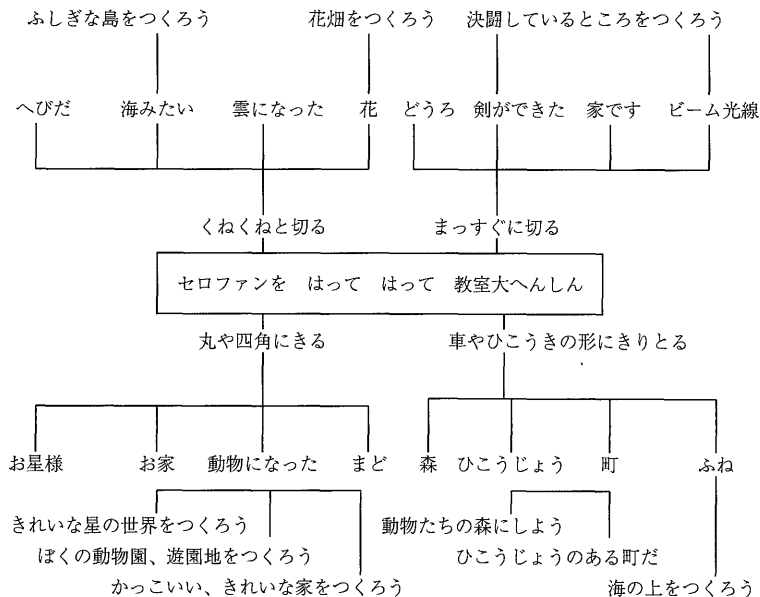 ふしぎな島をつくろう　花畑をつくろう　決闘しているところをつくろう
へびだ　海みたい　雲になった　花　どうろ　剣ができた　家です　ビーム光線
くねくねと切る　まっすぐに切る
セロファンを　はって　はって　教室大へんしん
丸や四角にきる　車やひこうきの形にきりとる
お星様　お家　動物になった　まど　森　ひこうじょう　町　ふね
きれいな星の世界をつくろう　動物たちの森にしよう
ぼくの動物園、遊園地をつくろう　ひこうじょうのある町だ
かっこいい、きれいな家をつくろう　海の上をつくろう